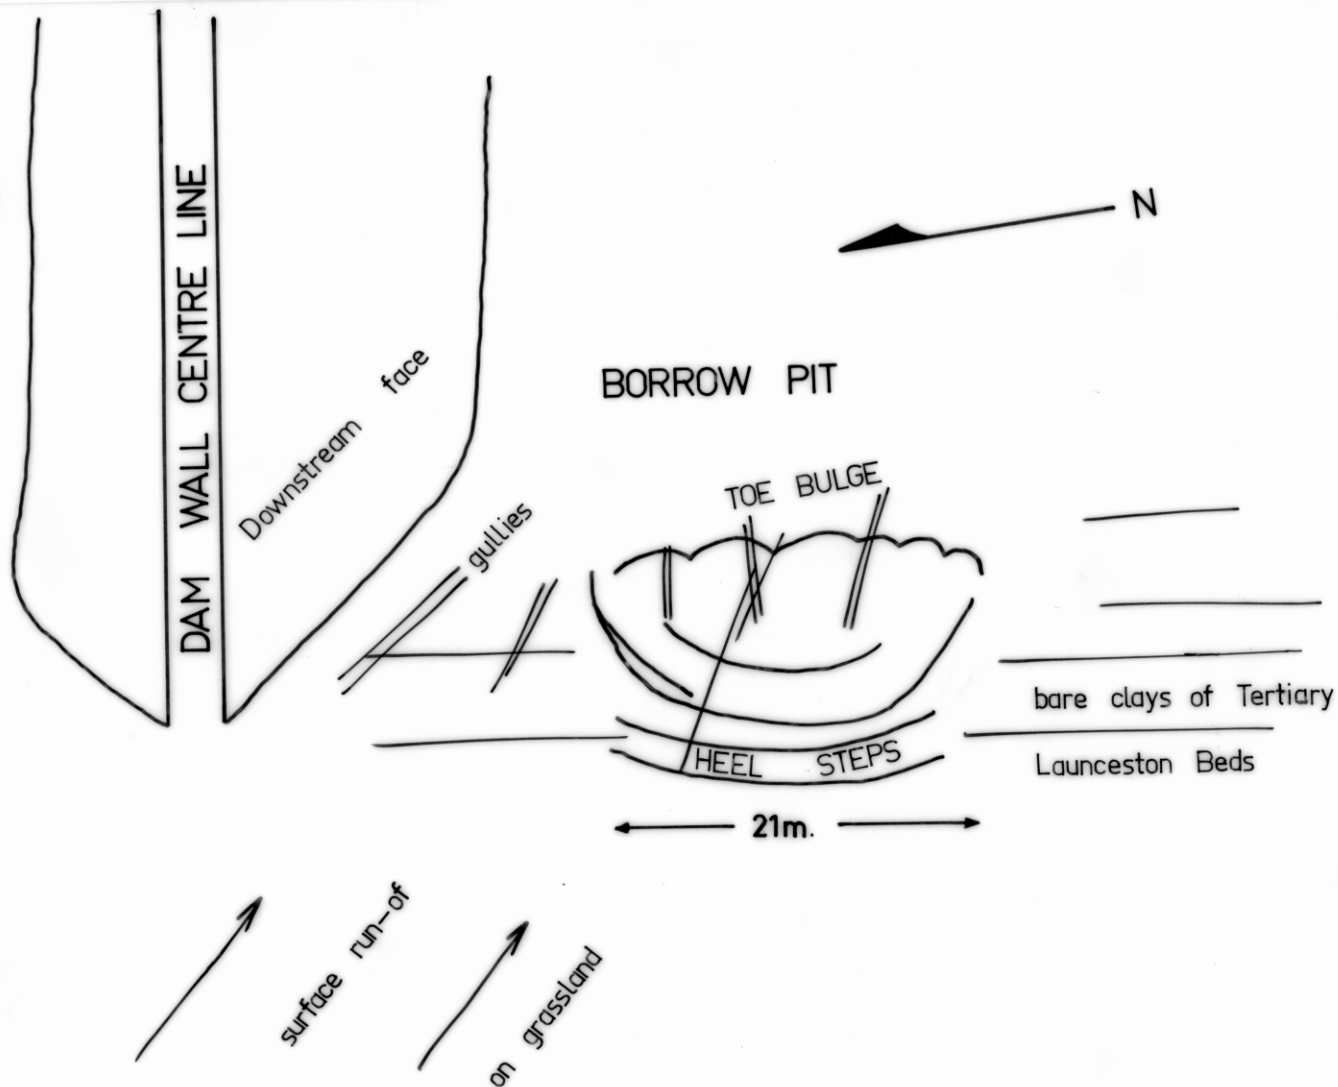 DAM WALL CENTRE LINE
Downstream face
gullies
N
BORROW PIT
TOE BULGE
HEEL STEPS
21m.
bare clays of Tertiary
Launceston Beds
surface run-of
on grassland